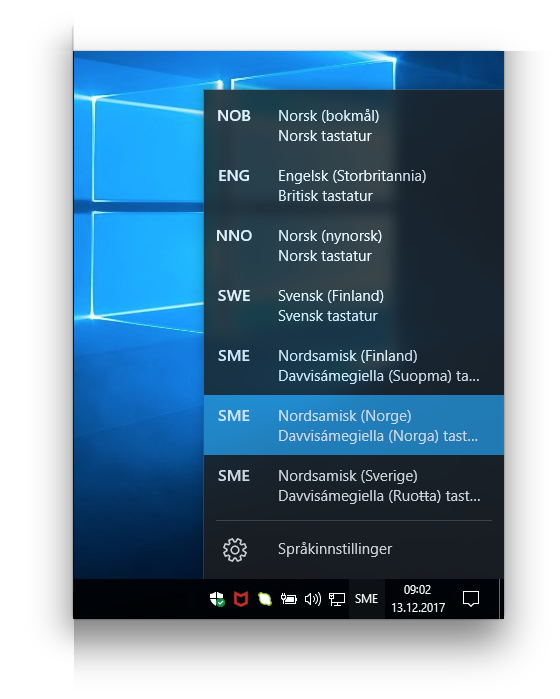 NOB Norsk (bokmål)
Norsk tastatur
ENG Engelsk (Storbritannia)
Britisk tastatur
NNO Norsk (nynorsk)
Norsk tastatur
SWE Svensk (Finland)
Svensk tastatur
SME Nordsamisk (Finland)
Davvisámegiella (Suopma) ta...
SME Nordsamisk (Norge)
Davvisámegiella (Norga) tast...
SME Nordsamisk (Sverige)
Davvisámegiella (Ruoŧŧa) tast...
Språkinnstillinger
SME
09:02
13.12.2017